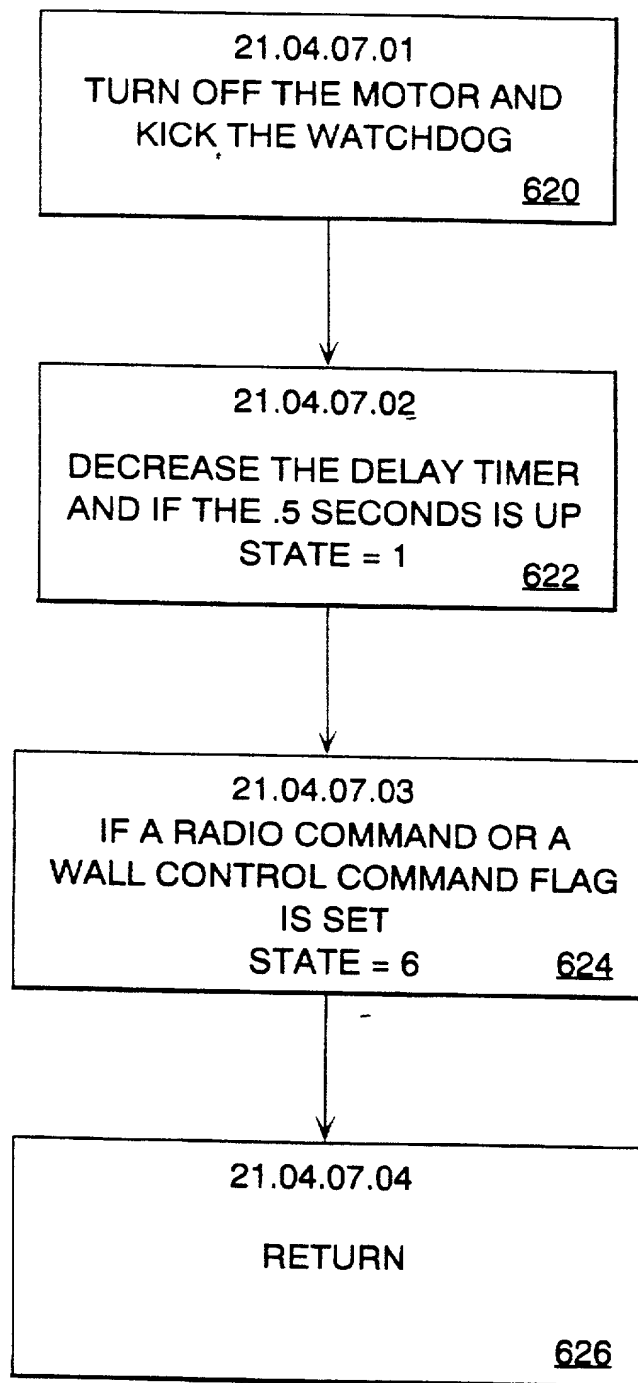 21.04.07.01
TURN OFF THE MOTOR AND
KICK THE WATCHDOG
620
21.04.07.02
DECREASE THE DELAY TIMER
AND IF THE .5 SECONDS IS UP
STATE = 1
622
21.04.07.03
IF A RADIO COMMAND OR A
WALL CONTROL COMMAND FLAG
IS SET
STATE = 6 624
21.04.07.04
RETURN
626